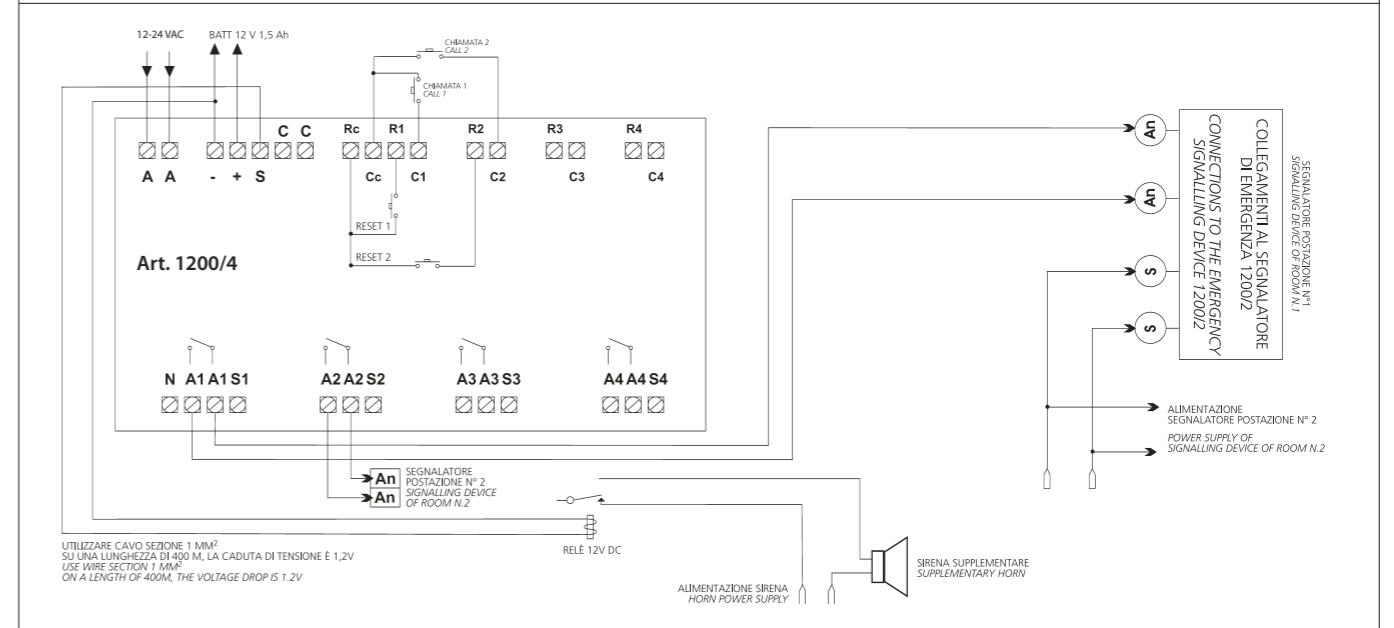 12-24 VAC
BATT 12 V 1,5 Ah
CHIAMATA 2
CALL 2
CHIAMATA 1
CALL 1
C C Rc R1 R2 R3 R4
A A - + S Cc C1 C2 C3 C4
RESET 1
RESET 2
Art. 1200/4
N A1 A1 S1 A2 A2 S2 A3 A3 S3 A4 A4 S4
An
An
S
S
COLLEGAMENTI AL SEGNALATORE
DI EMERGENZA 1200/2
CONNECTIONS TO THE EMERGENCY
SIGNALLLING DEVICE 1200/2
SEGNALATORE POSTAZIONE N°1
SIGNALLING DEVICE OF ROOM N.1
ALIMENTAZIONE
SEGNALATORE POSTAZIONE N° 2
POWER SUPPLY OF
SIGNALLING DEVICE OF ROOM N.2
An
An
SEGNALATORE
POSTAZIONE N° 2
SIGNALLING DEVICE
OF ROOM N.2
UTILIZZARE CAVO SEZIONE 1 MM²
SU UNA LUNGHEZZA DI 400 M, LA CADUTA DI TENSIONE È 1,2V
USE WIRE SECTION 1 MM²
ON A LENGTH OF 400M, THE VOLTAGE DROP IS 1.2V
RELÈ 12V DC
SIRENA SUPPLEMENTARE
SUPPLEMENTARY HORN
ALIMENTAZIONE SIRENA
HORN POWER SUPPLY